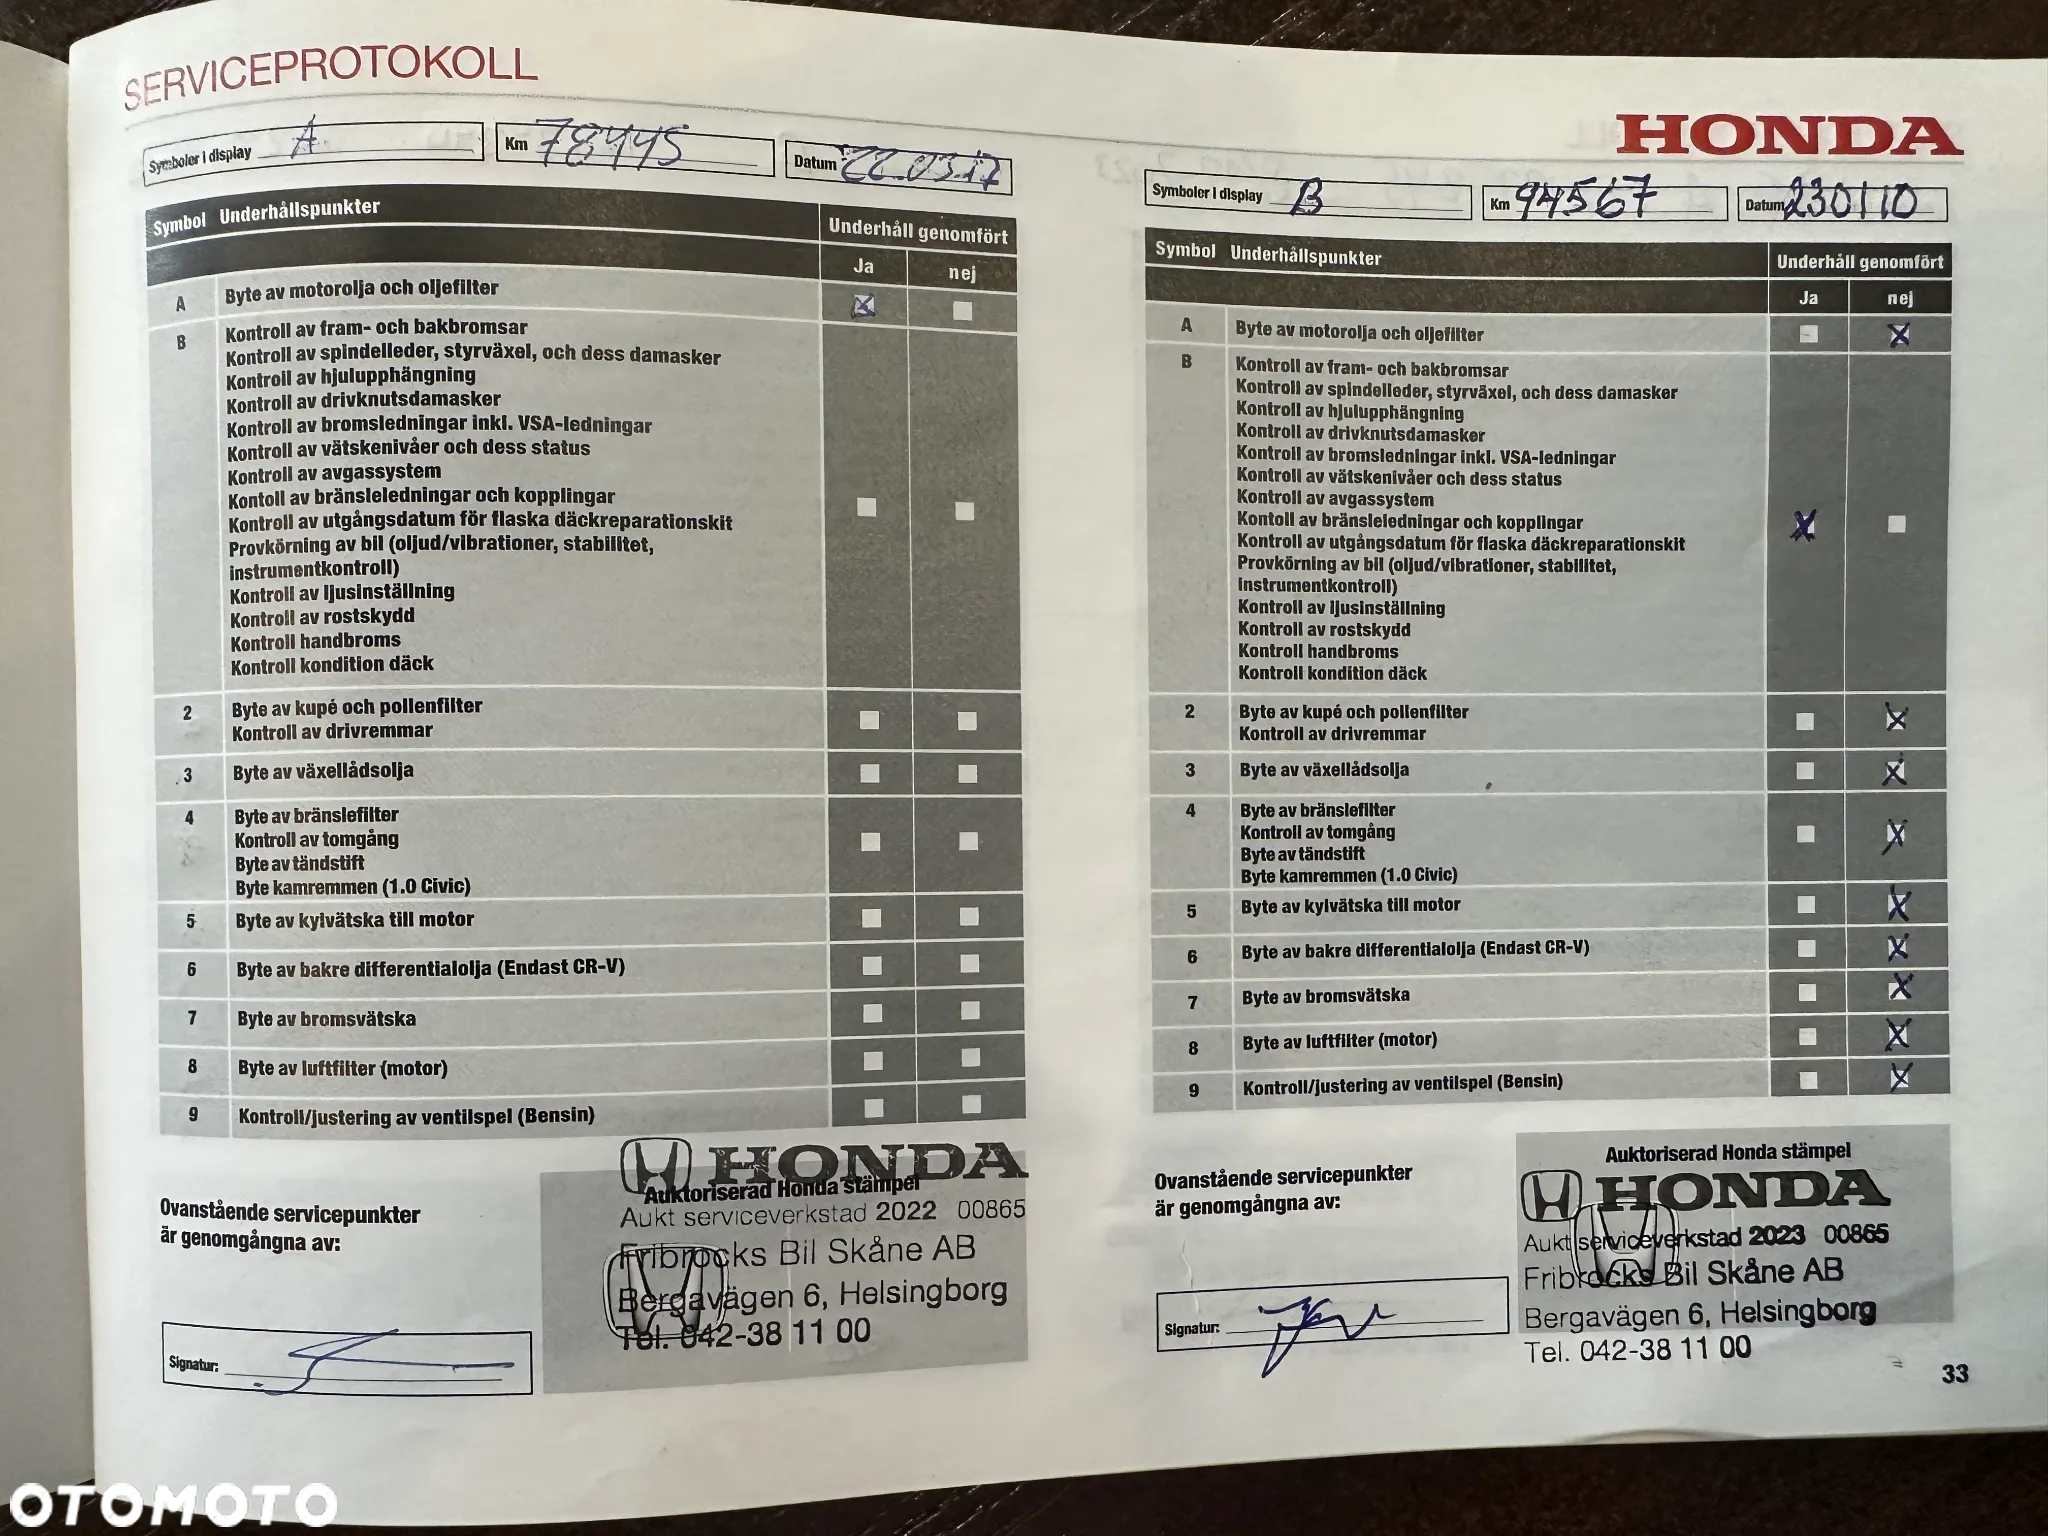 SERVICEPROTOKOLL
Symboler i display A
Km 78445
Datum 22.03.17
Symbol Underhållspunkter Underhåll genomfört
Ja nej
A Byte av motorolja och oljefilter
B Kontroll av fram- och bakbromsar
Kontroll av spindelleder, styrväxel, och dess damasker
Kontroll av hjulupphängning
Kontroll av drivknutsdamasker
Kontroll av bromsledningar inkl. VSA-ledningar
Kontroll av vätskenivåer och dess status
Kontroll av avgassystem
Kontoll av bränsleledningar och kopplingar
Kontroll av utgångsdatum för flaska däckreparationskit
Provkörning av bil (oljud/vibrationer, stabilitet,
instrumentkontroll)
Kontroll av ljusinställning
Kontroll av rostskydd
Kontroll handbroms
Kontroll kondition däck
2 Byte av kupé och pollenfilter
Kontroll av drivremmar
3 Byte av växellådsolja
4 Byte av bränslefilter
Kontroll av tomgång
Byte av tändstift
Byte kamremmen (1.0 Civic)
5 Byte av kylvätska till motor
6 Byte av bakre differentialolja (Endast CR-V)
7 Byte av bromsvätska
8 Byte av luftfilter (motor)
9 Kontroll/justering av ventilspel (Bensin)
Ovanstående servicepunkter
är genomgångna av:
Signatur:
HONDA
Auktoriserad Honda stämpel
Aukt serviceverkstad 2022 00865
Fribrocks Bil Skåne AB
Bergavägen 6, Helsingborg
Tel. 042-38 11 00
HONDA
Symboler i display B
Km 94567
Datum 230110
Symbol Underhållspunkter Underhåll genomfört
Ja nej
A Byte av motorolja och oljefilter
B Kontroll av fram- och bakbromsar
Kontroll av spindelleder, styrväxel, och dess damasker
Kontroll av hjulupphängning
Kontroll av drivknutsdamasker
Kontroll av bromsledningar inkl. VSA-ledningar
Kontroll av vätskenivåer och dess status
Kontroll av avgassystem
Kontoll av bränsleledningar och kopplingar
Kontroll av utgångsdatum för flaska däckreparationskit
Provkörning av bil (oljud/vibrationer, stabilitet,
instrumentkontroll)
Kontroll av ljusinställning
Kontroll av rostskydd
Kontroll handbroms
Kontroll kondition däck
2 Byte av kupé och pollenfilter
Kontroll av drivremmar
3 Byte av växellådsolja
4 Byte av bränslefilter
Kontroll av tomgång
Byte av tändstift
Byte kamremmen (1.0 Civic)
5 Byte av kylvätska till motor
6 Byte av bakre differentialolja (Endast CR-V)
7 Byte av bromsvätska
8 Byte av luftfilter (motor)
9 Kontroll/justering av ventilspel (Bensin)
Ovanstående servicepunkter
är genomgångna av:
Signatur:
Auktoriserad Honda stämpel
HONDA
Aukt serviceverkstad 2023 00865
Fribrocks Bil Skåne AB
Bergavägen 6, Helsingborg
Tel. 042-38 11 00
33
OTOMOTO